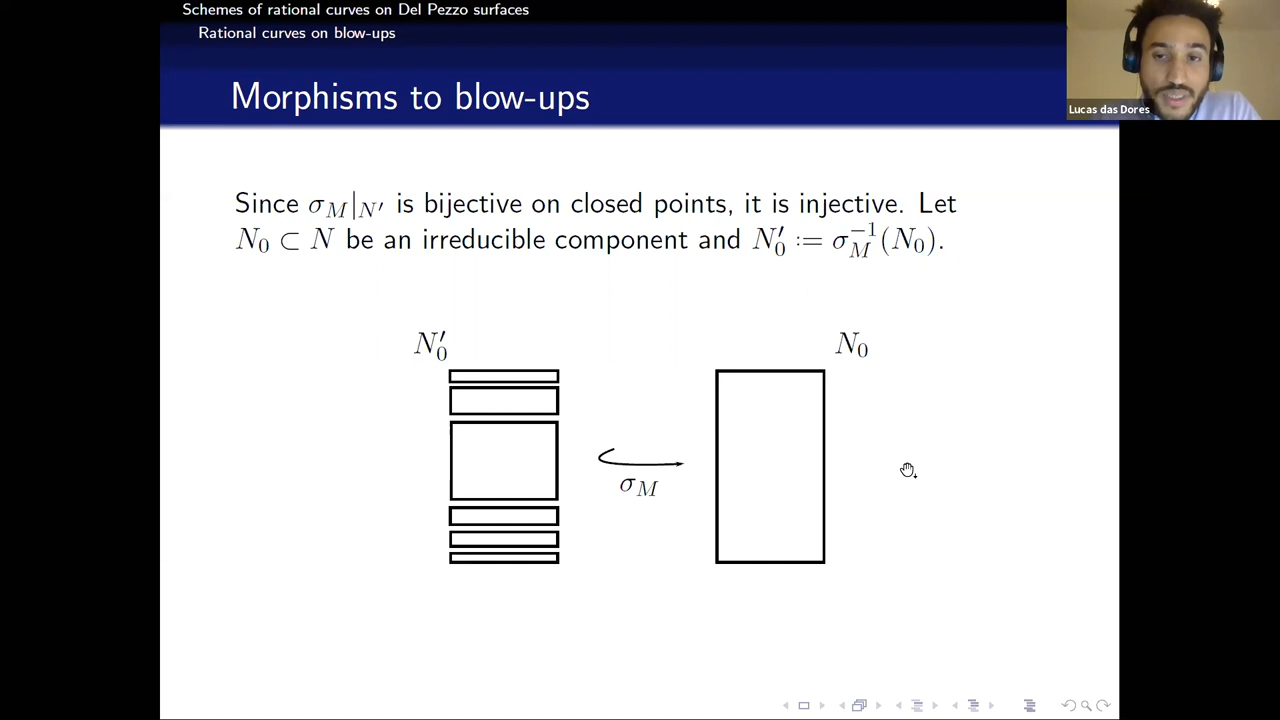 Schemes of rational curves on Del Pezzo surfaces
Rational curves on blow-ups
Morphisms to blow-ups
Lucas das Dores
Since σ_M|_{N′} is bijective on closed points, it is injective. Let
N_0 ⊂ N be an irreducible component and N′_0 := σ_M^{−1}(N_0).
N′_0
N_0
σ_M